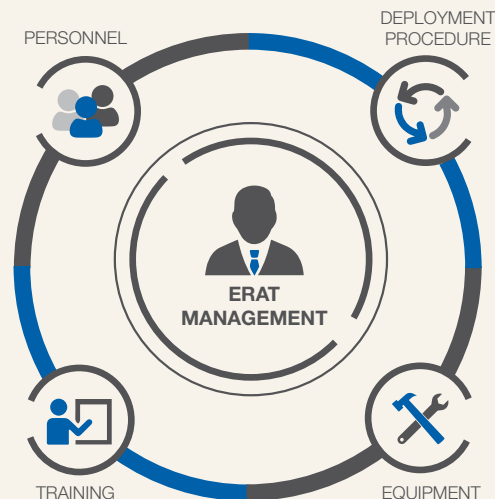 PERSONNEL
DEPLOYMENT
PROCEDURE
ERAT
MANAGEMENT
TRAINING
EQUIPMENT